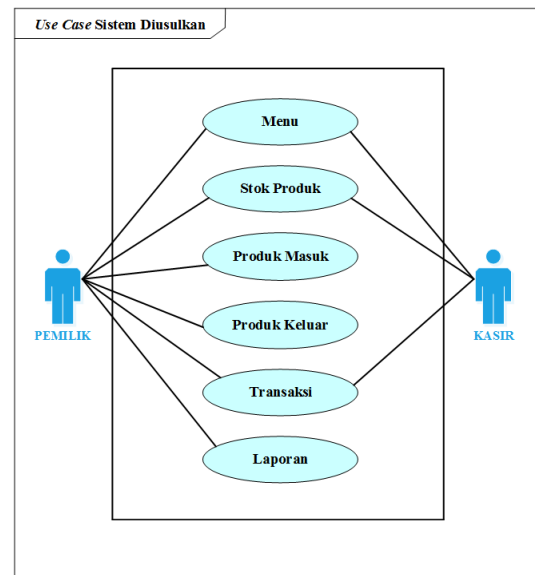 Use Case Sistem Diusulkan
Menu
Stok Produk
Produk Masuk
Produk Keluar
PEMILIK
KASIR
Transaksi
Laporan